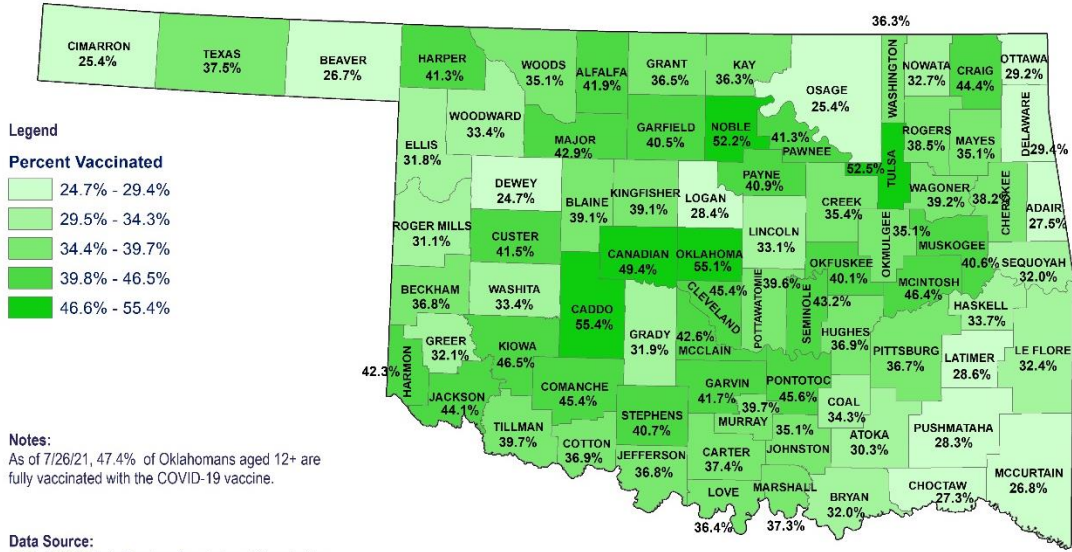 36.3%
CIMARRON
25.4%
TEXAS
37.5%
BEAVER
26.7%
HARPER
41.3%
WOODS
35.1%
ALFALFA
41.9%
GRANT
36.5%
KAY
36.3%
OSAGE
25.4%
WASHINGTON
NOWATA
32.7%
CRAIG
44.4%
OTTAWA
29.2%
DELAWARE
29.4%
Legend
Percent Vaccinated
24.7% - 29.4%
29.5% - 34.3%
34.4% - 39.7%
39.8% - 46.5%
46.6% - 55.4%
ELLIS
31.8%
WOODWARD
33.4%
MAJOR
42.9%
GARFIELD
40.5%
NOBLE
52.2%
41.3%
PAWNEE
ROGERS
38.5%
MAYES
35.1%
DEWEY
24.7%
BLAINE
39.1%
KINGFISHER
39.1%
LOGAN
28.4%
PAYNE
40.9%
CREEK
35.4%
52.5%
TULSA
WAGONER
39.2%
38.2%
CHEROKEE
ADAIR
27.5%
ROGER MILLS
31.1%
CUSTER
41.5%
CANADIAN
49.4%
OKLAHOMA
55.1%
LINCOLN
33.1%
OKFUSKEE
40.1%
OKMULGEE
35.1%
MUSKOGEE
40.6%
SEQUOYAH
32.0%
BECKHAM
36.8%
WASHITA
33.4%
CADDO
55.4%
GRADY
31.9%
45.4%
CLEVELAND
42.6%
MCCLAIN
39.6%
POTTAWATOMIE
SEMINOLE
43.2%
HUGHES
36.9%
MCINTOSH
46.4%
HASKELL
33.7%
PITTSBURG
36.7%
LATIMER
28.6%
LE FLORE
32.4%
GREER
32.1%
KIOWA
46.5%
42.3%
HARMON
JACKSON
44.1%
COMANCHE
45.4%
STEPHENS
40.7%
GARVIN
41.7%
PONTOTOC
45.6%
39.7%
MURRAY
35.1%
JOHNSTON
COAL
34.3%
ATOKA
30.3%
PUSHMATAHA
28.3%
MCCURTAIN
26.8%
TILLMAN
39.7%
COTTON
36.9%
JEFFERSON
36.8%
CARTER
37.4%
LOVE
36.4%
MARSHALL
37.3%
BRYAN
32.0%
CHOCTAW
27.3%
Notes:
As of 7/26/21, 47.4% of Oklahomans aged 12+ are
fully vaccinated with the COVID-19 vaccine.
Data Source: